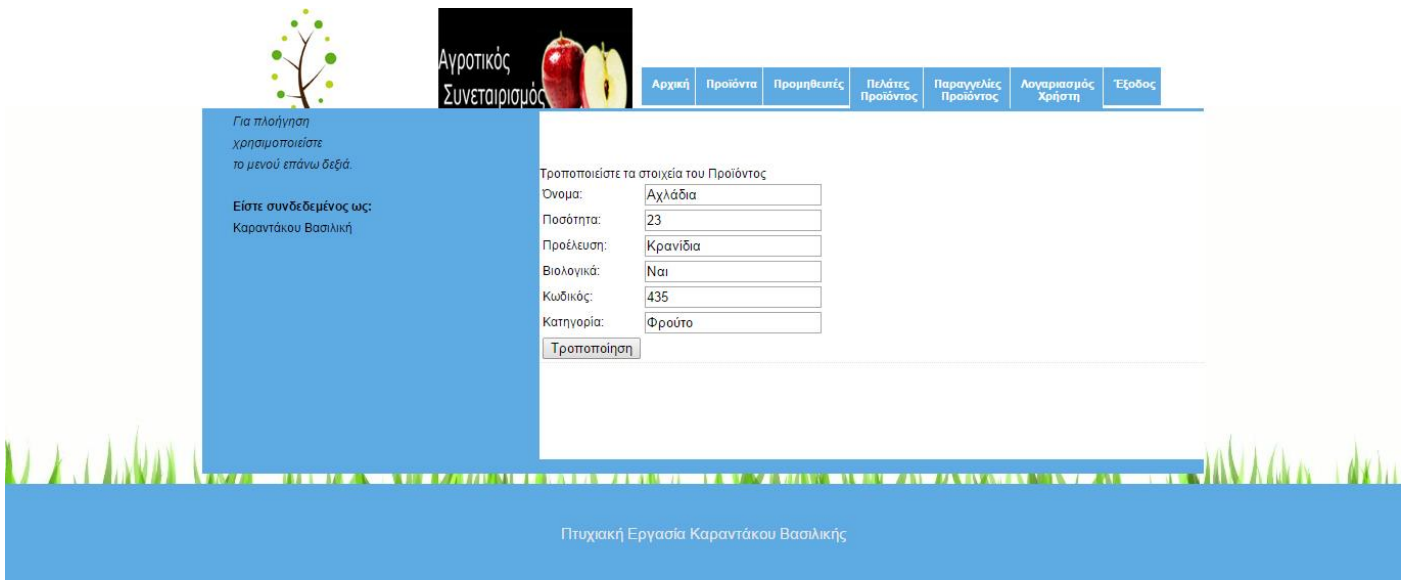 Αγροτικός
Συνεταιρισμός
Αρχική
Προϊόντα
Προμηθευτές
Πελάτες
Προϊόντος
Παραγγελίες
Προϊόντος
Λογαριασμός
Χρήστη
Έξοδος
Για πλοήγηση
χρησιμοποιείστε
το μενού επάνω δεξιά.
Είστε συνδεδεμένος ως:
Καραντάκου Βασιλική
Τροποποιείστε τα στοιχεία του Προϊόντος
Όνομα: Αχλάδια
Ποσότητα: 23
Προέλευση: Κρανίδια
Βιολογικά: Ναι
Κωδικός: 435
Κατηγορία: Φρούτο
Τροποποίηση
Πτυχιακή Εργασία Καραντάκου Βασιλικής